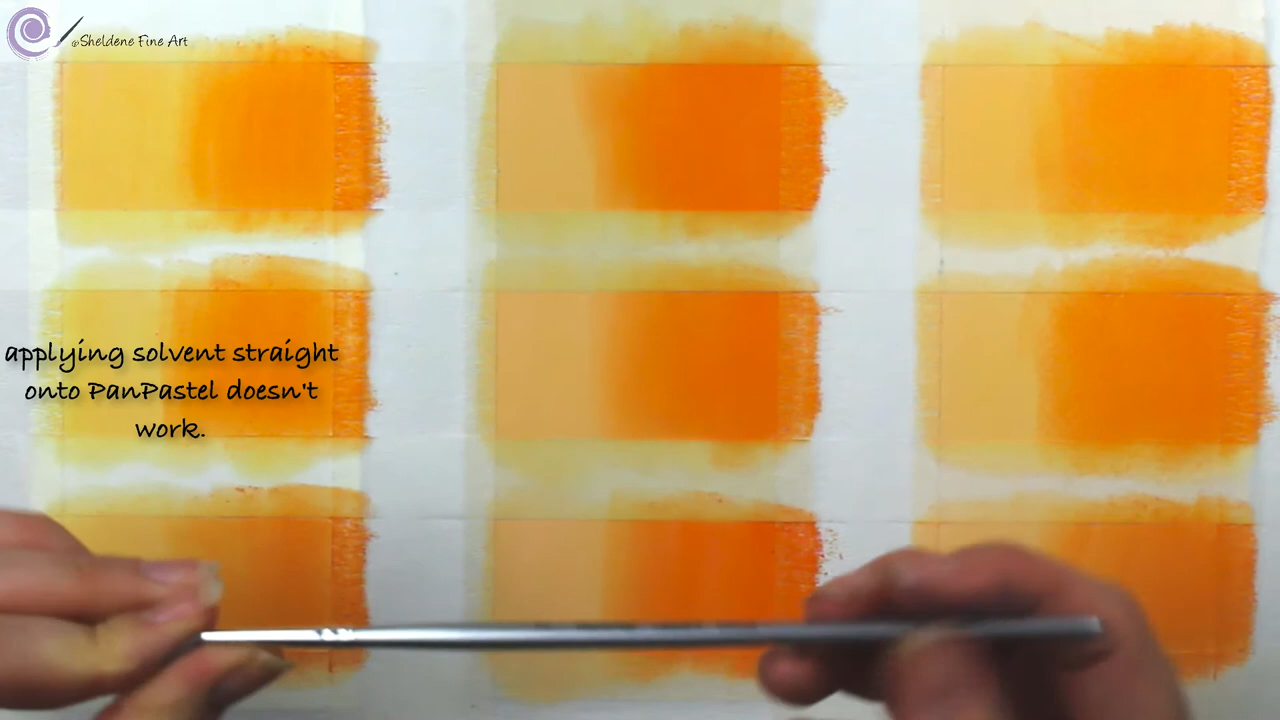 ©Sheldene Fine Art
applying solvent straight
onto PanPastel doesn't
work.